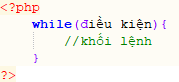 <?php
while(điều kiện){
//khối lệnh
}
?>